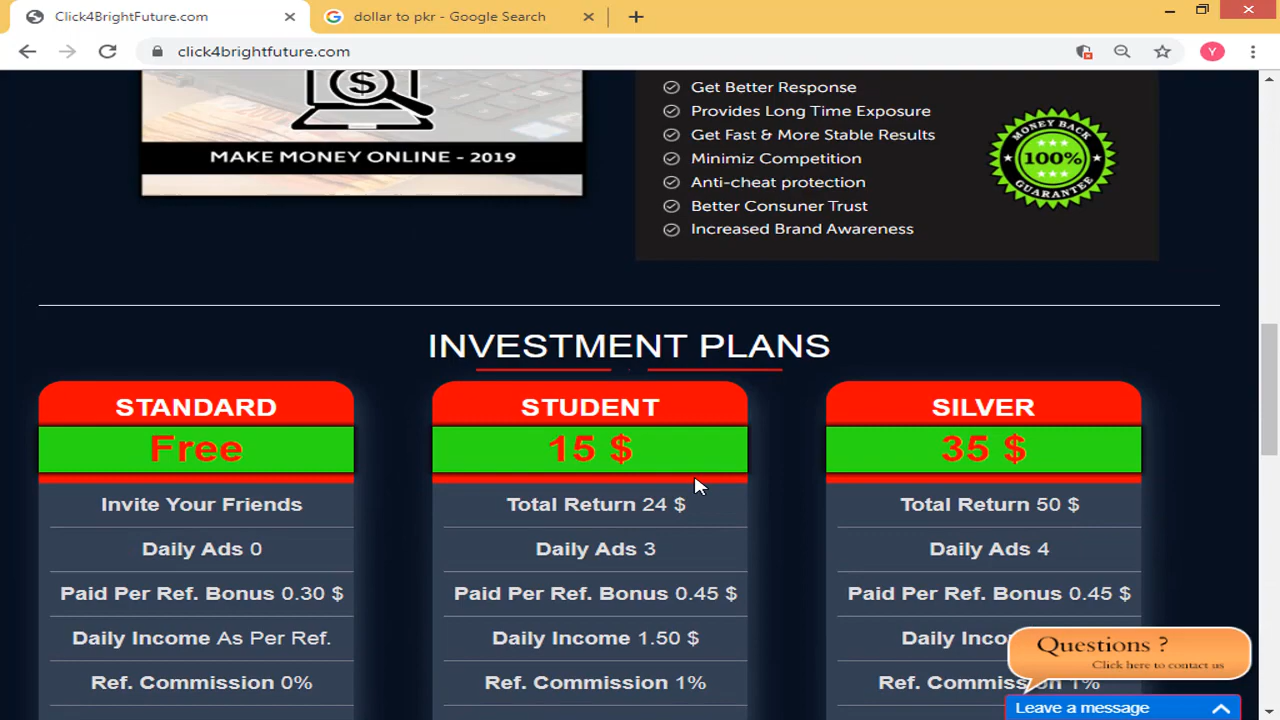 Click4BrightFuture.com
dollar to pkr - Google Search
click4brightfuture.com
Y
$
MAKE MONEY ONLINE - 2019
Get Better Response
Provides Long Time Exposure
Get Fast & More Stable Results
Minimiz Competition
Anti-cheat protection
Better Consuner Trust
Increased Brand Awareness
MONEY BACK
100%
GUARANTEE
INVESTMENT PLANS
STANDARD
Free
Invite Your Friends
Daily Ads 0
Paid Per Ref. Bonus 0.30 $
Daily Income As Per Ref.
Ref. Commission 0%
STUDENT
15 $
Total Return 24 $
Daily Ads 3
Paid Per Ref. Bonus 0.45 $
Daily Income 1.50 $
Ref. Commission 1%
SILVER
35 $
Total Return 50 $
Daily Ads 4
Paid Per Ref. Bonus 0.45 $
Daily
Ref. Commission 1%
Questions ?
Click here to contact us
Leave a message